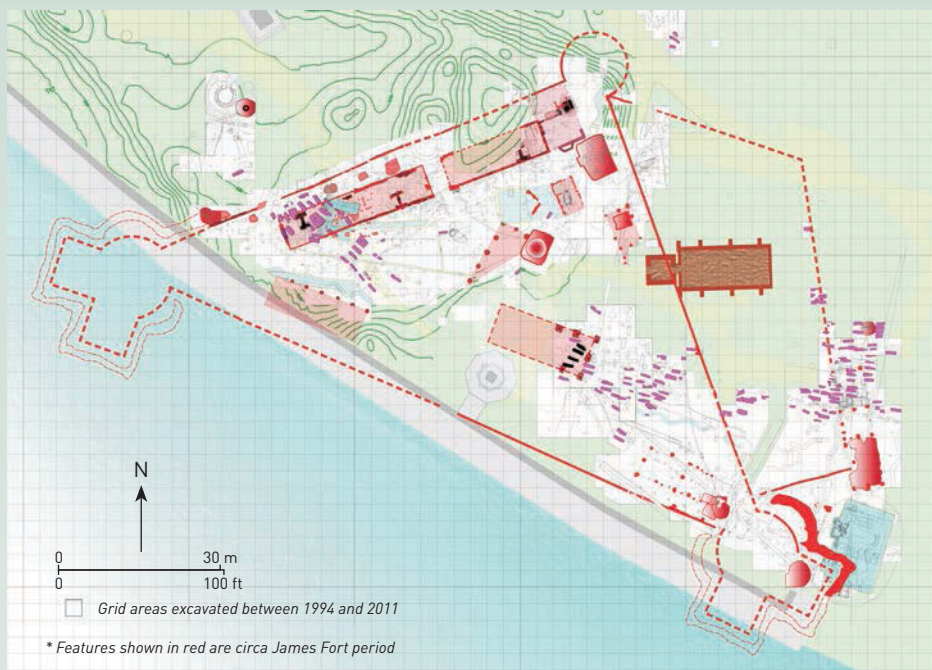 N
0 30 m
0 100 ft
Grid areas excavated between 1994 and 2011
* Features shown in red are circa James Fort period